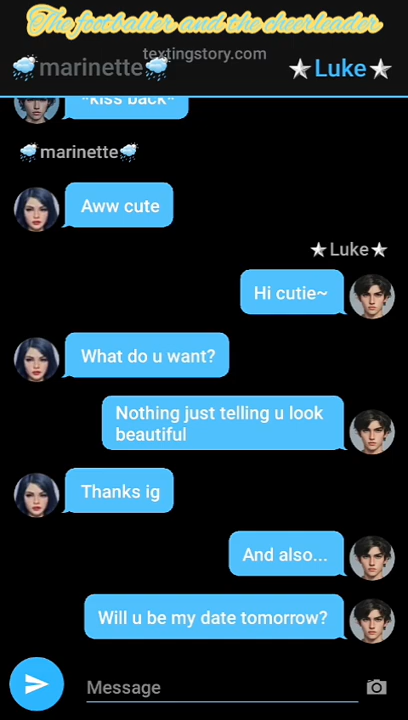 The footballer and the cheerleader
textingstory.com
🌧️marinette🌧️ ★Luke★
*kiss back*
🌧️marinette🌧️
Aww cute
★Luke★
Hi cutie~
What do u want?
Nothing just telling u look
beautiful
Thanks ig
And also...
Will u be my date tomorrow?
Message